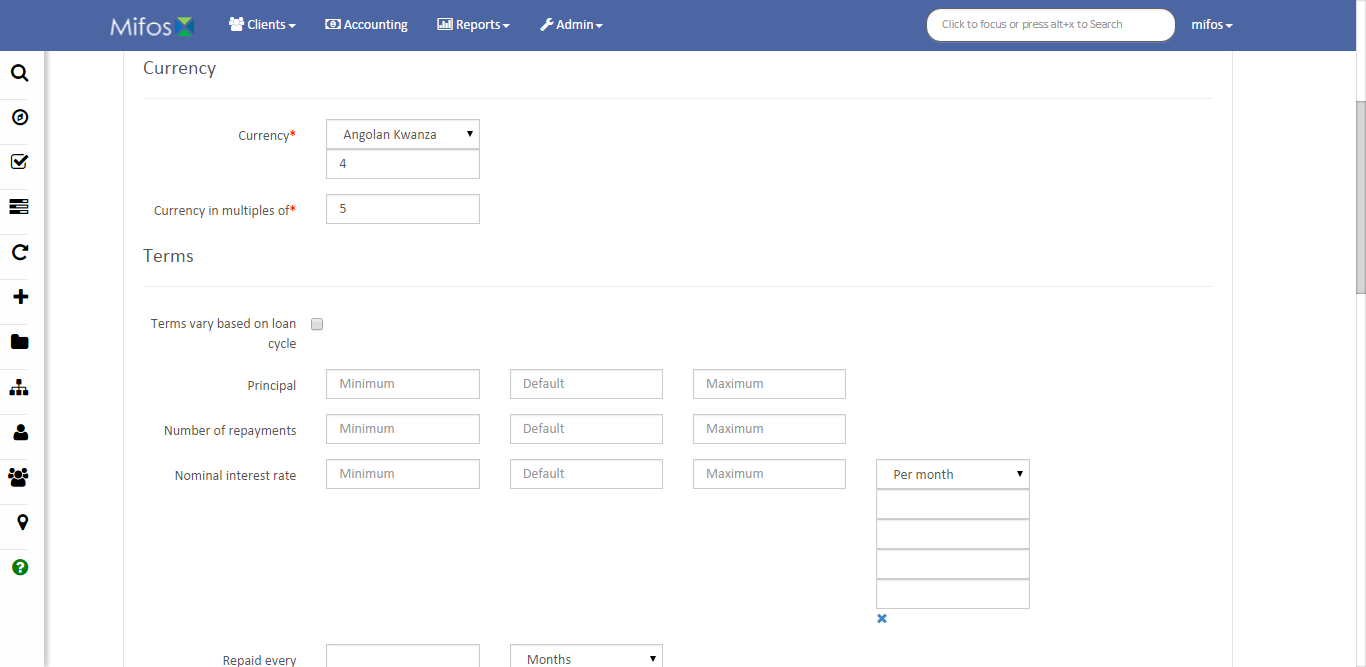 Mifos Clients Accounting Reports Admin Click to focus or press alt+x to Search mifos
Currency
Currency* Angolan Kwanza
4
Currency in multiples of* 5
Terms
Terms vary based on loan
cycle
Principal Minimum Default Maximum
Number of repayments Minimum Default Maximum
Nominal interest rate Minimum Default Maximum Per month
Repaid every Months